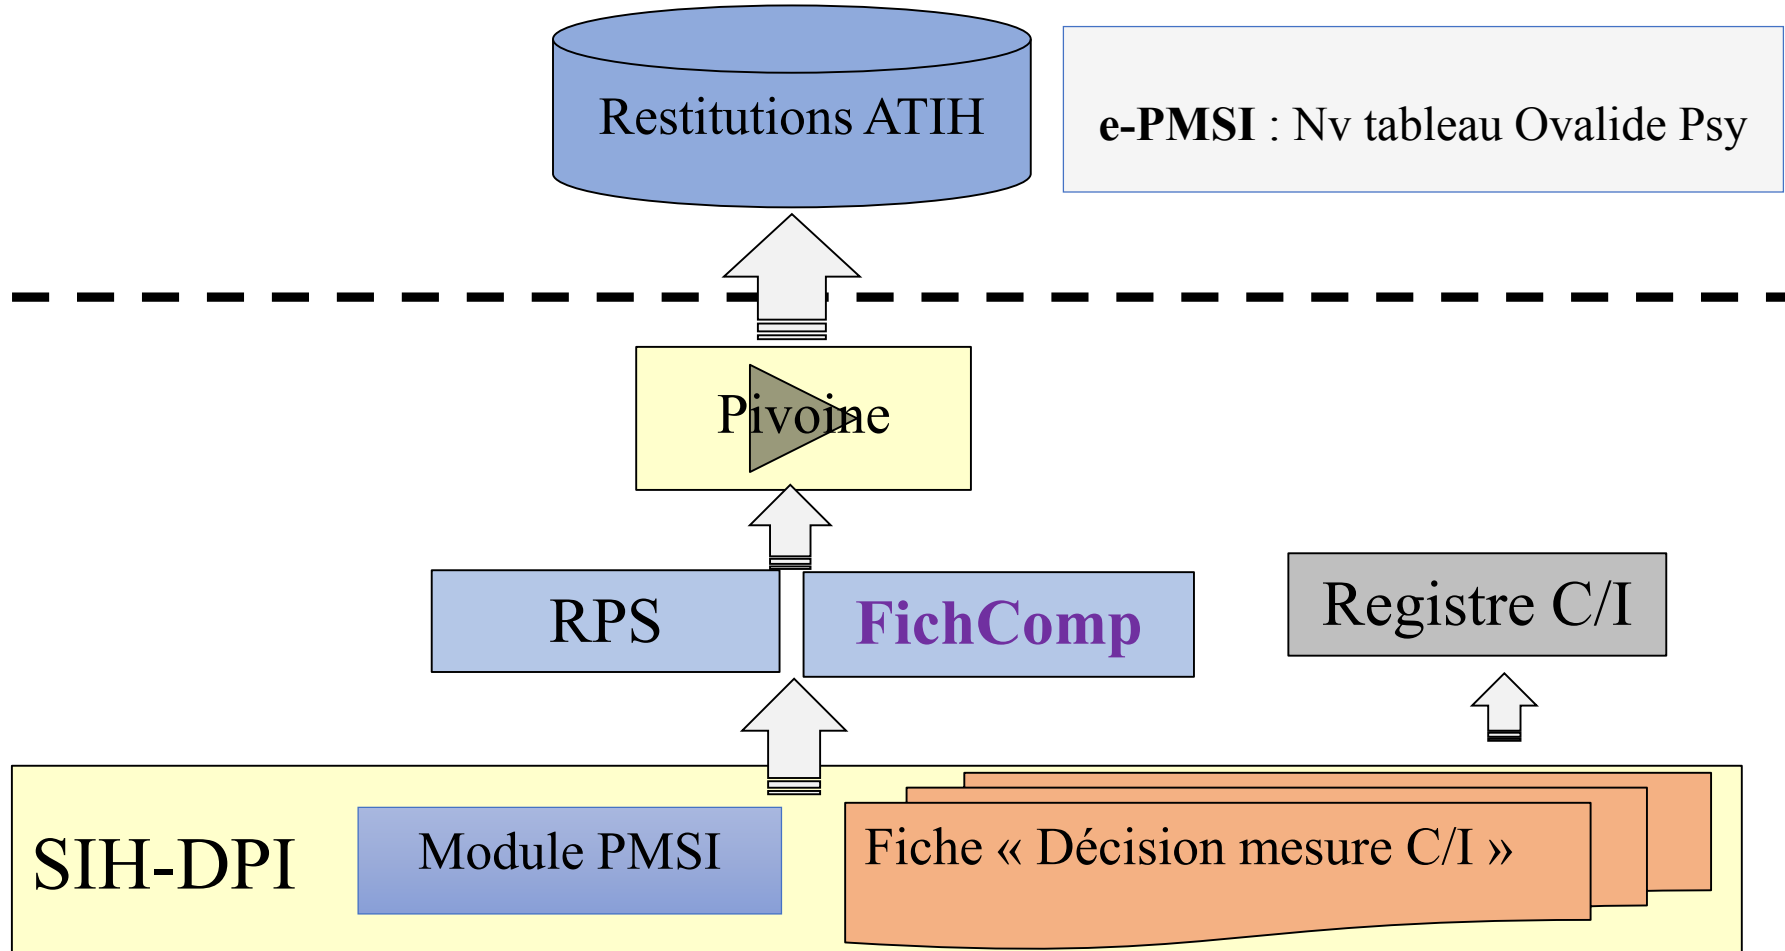 Restitutions ATIH
e-PMSI : Nv tableau Ovalide Psy
Pivoine
RPS
FichComp
Registre C/I
SIH-DPI
Module PMSI
Fiche « Décision mesure C/I »